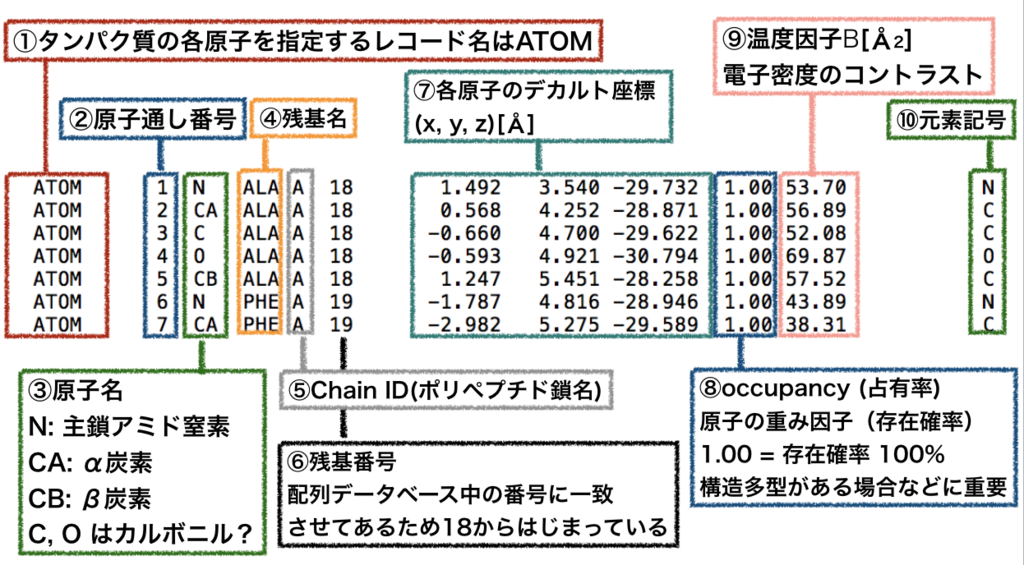 ①タンパク質の各原子を指定するレコード名はATOM
⑨温度因子B[Å²]
電子密度のコントラスト
⑦各原子のデカルト座標
(x, y, z)[Å]
②原子通し番号
④残基名
⑩元素記号
ATOM 1 N ALA A 18 1.492 3.540 -29.732 1.00 53.70 N
ATOM 2 CA ALA A 18 0.568 4.252 -28.871 1.00 56.89 C
ATOM 3 C ALA A 18 -0.660 4.700 -29.622 1.00 52.08 C
ATOM 4 O ALA A 18 -0.593 4.921 -30.794 1.00 69.87 O
ATOM 5 CB ALA A 18 1.247 5.451 -28.258 1.00 57.52 C
ATOM 6 N PHE A 19 -1.787 4.816 -28.946 1.00 43.89 N
ATOM 7 CA PHE A 19 -2.982 5.275 -29.589 1.00 38.31 C
③原子名
N: 主鎖アミド窒素
CA: α炭素
CB: β炭素
C, O はカルボニル？
⑤Chain ID(ポリペプチド鎖名)
⑥残基番号
配列データベース中の番号に一致
させてあるため18からはじまっている
⑧occupancy (占有率)
原子の重み因子（存在確率）
1.00 = 存在確率 100%
構造多型がある場合などに重要